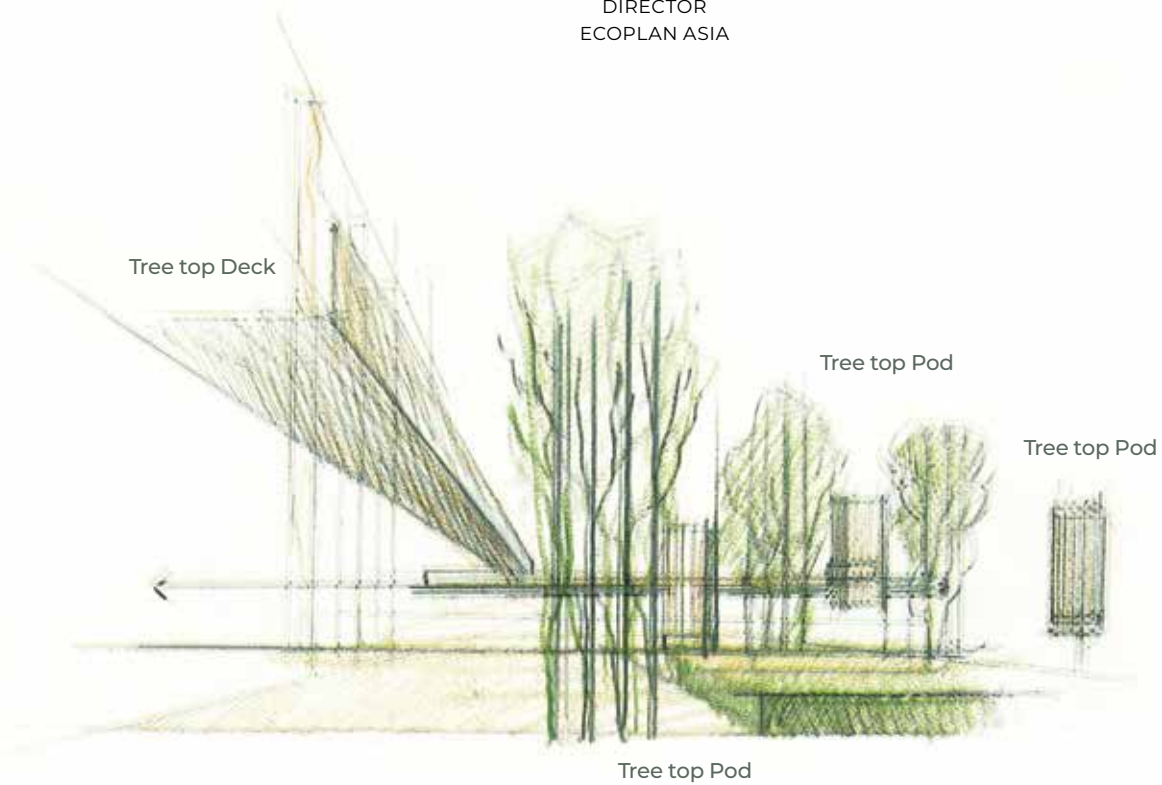 DIRECTOR
ECOPLAN ASIA
Tree top Deck
Tree top Pod
Tree top Pod
Tree top Pod